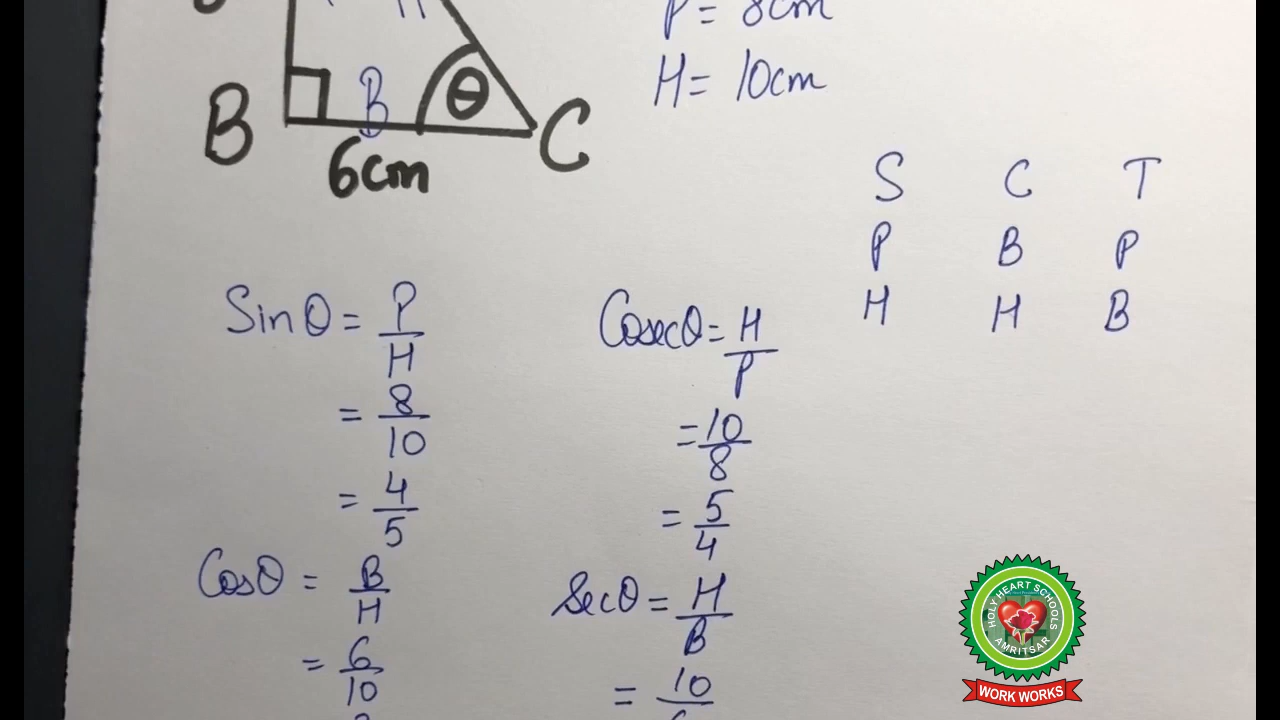 P = 8cm
H = 10cm
B
θ
B
C
6cm
S C T
P B P
H H B
Sinθ = P/H
= 8/10
= 4/5
Cosecθ = H/P
= 10/8
= 5/4
Cosθ = B/H
= 6/10
Secθ = H/B
= 10/6
HOLY HEART SCHOOLS
AMRITSAR
WORK WORKS